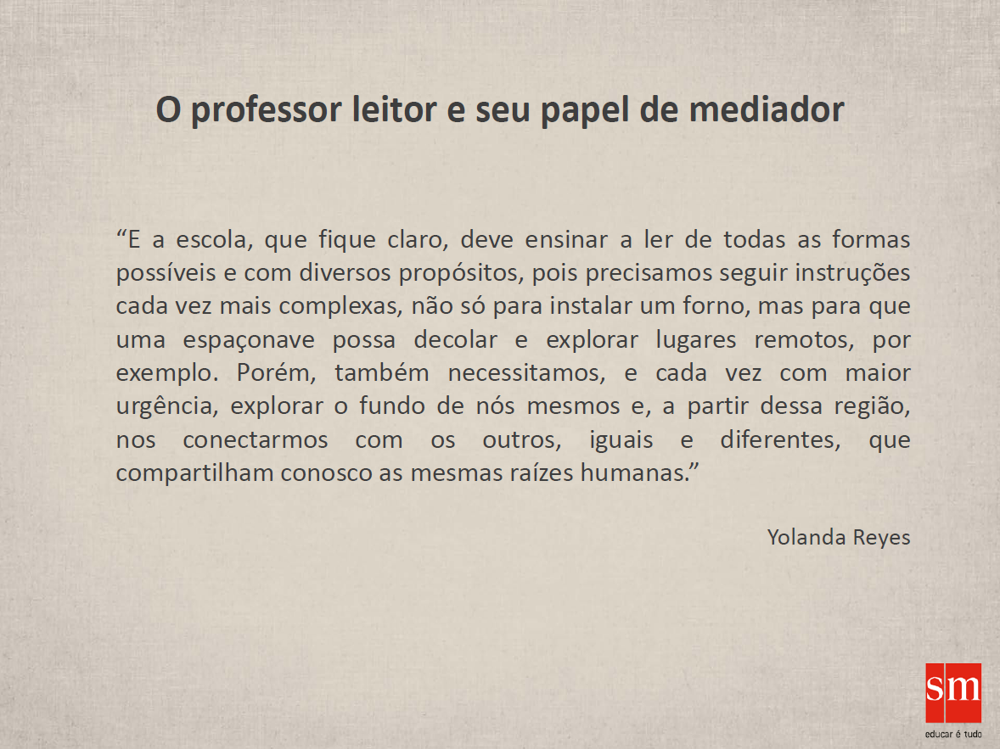 O professor leitor e seu papel de mediador
“E a escola, que fique claro, deve ensinar a ler de todas as formas
possíveis e com diversos propósitos, pois precisamos seguir instruções
cada vez mais complexas, não só para instalar um forno, mas para que
uma espaçonave possa decolar e explorar lugares remotos, por
exemplo. Porém, também necessitamos, e cada vez com maior
urgência, explorar o fundo de nós mesmos e, a partir dessa região,
nos conectarmos com os outros, iguais e diferentes, que
compartilham conosco as mesmas raízes humanas.”
Yolanda Reyes
sm
educar é tudo